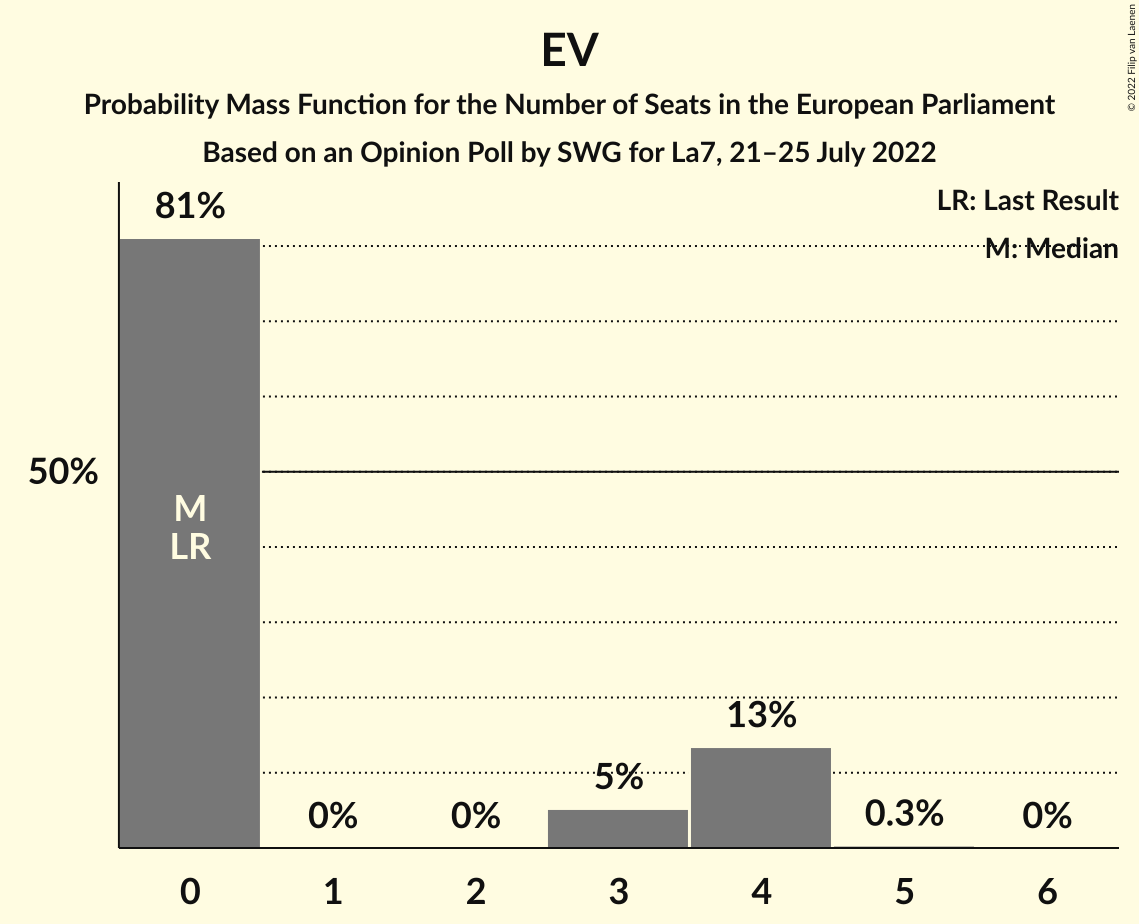 EV
Probability Mass Function for the Number of Seats in the European Parliament
Based on an Opinion Poll by SWG for La7, 21–25 July 2022
© 2022 Filip van Laenen
LR: Last Result
M: Median
81%
50%
M
LR
0%
0%
5%
13%
0.3%
0%
0
1
2
3
4
5
6